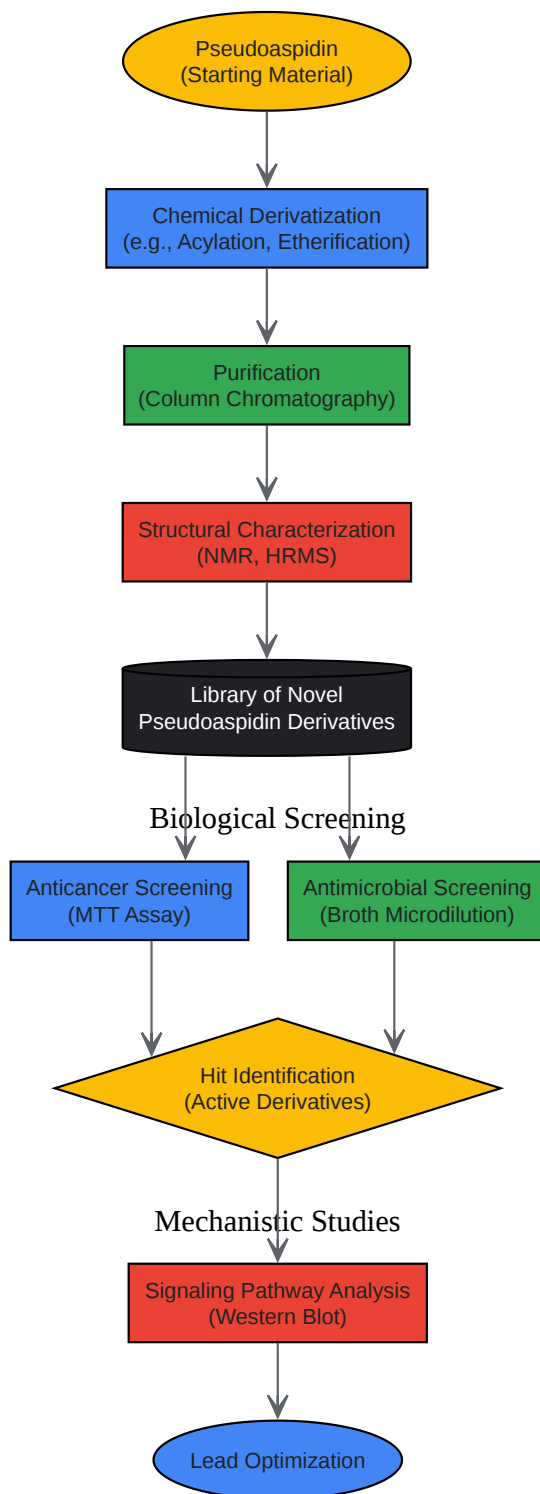 Pseudoaspidin
(Starting Material)
Chemical Derivatization
(e.g., Acylation, Etherification)
Purification
(Column Chromatography)
Structural Characterization
(NMR, HRMS)
Library of Novel
Pseudoaspidin Derivatives
Biological Screening
Anticancer Screening
(MTT Assay)
Antimicrobial Screening
(Broth Microdilution)
Hit Identification
(Active Derivatives)
Mechanistic Studies
Signaling Pathway Analysis
(Western Blot)
Lead Optimization